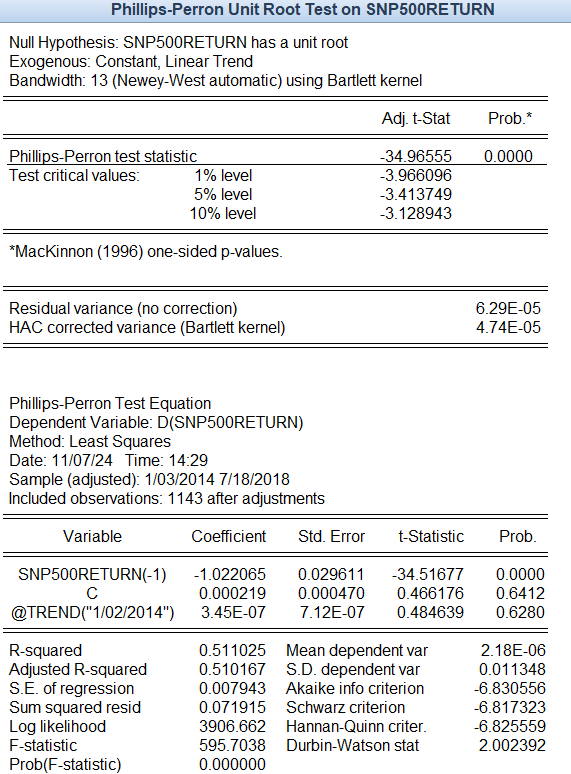 Phillips-Perron Unit Root Test on SNP500RETURN
Null Hypothesis: SNP500RETURN has a unit root
Exogenous: Constant, Linear Trend
Bandwidth: 13 (Newey-West automatic) using Bartlett kernel
Adj. t-Stat Prob.*
Phillips-Perron test statistic -34.96555 0.0000
Test critical values: 1% level -3.966096
5% level -3.413749
10% level -3.128943
*MacKinnon (1996) one-sided p-values.
Residual variance (no correction) 6.29E-05
HAC corrected variance (Bartlett kernel) 4.74E-05
Phillips-Perron Test Equation
Dependent Variable: D(SNP500RETURN)
Method: Least Squares
Date: 11/07/24 Time: 14:29
Sample (adjusted): 1/03/2014 7/18/2018
Included observations: 1143 after adjustments
Variable Coefficient Std. Error t-Statistic Prob.
SNP500RETURN(-1) -1.022065 0.029611 -34.51677 0.0000
C 0.000219 0.000470 0.466176 0.6412
@TREND("1/02/2014") 3.45E-07 7.12E-07 0.484639 0.6280
R-squared 0.511025 Mean dependent var 2.18E-06
Adjusted R-squared 0.510167 S.D. dependent var 0.011348
S.E. of regression 0.007943 Akaike info criterion -6.830556
Sum squared resid 0.071915 Schwarz criterion -6.817323
Log likelihood 3906.662 Hannan-Quinn criter. -6.825559
F-statistic 595.7038 Durbin-Watson stat 2.002392
Prob(F-statistic) 0.000000